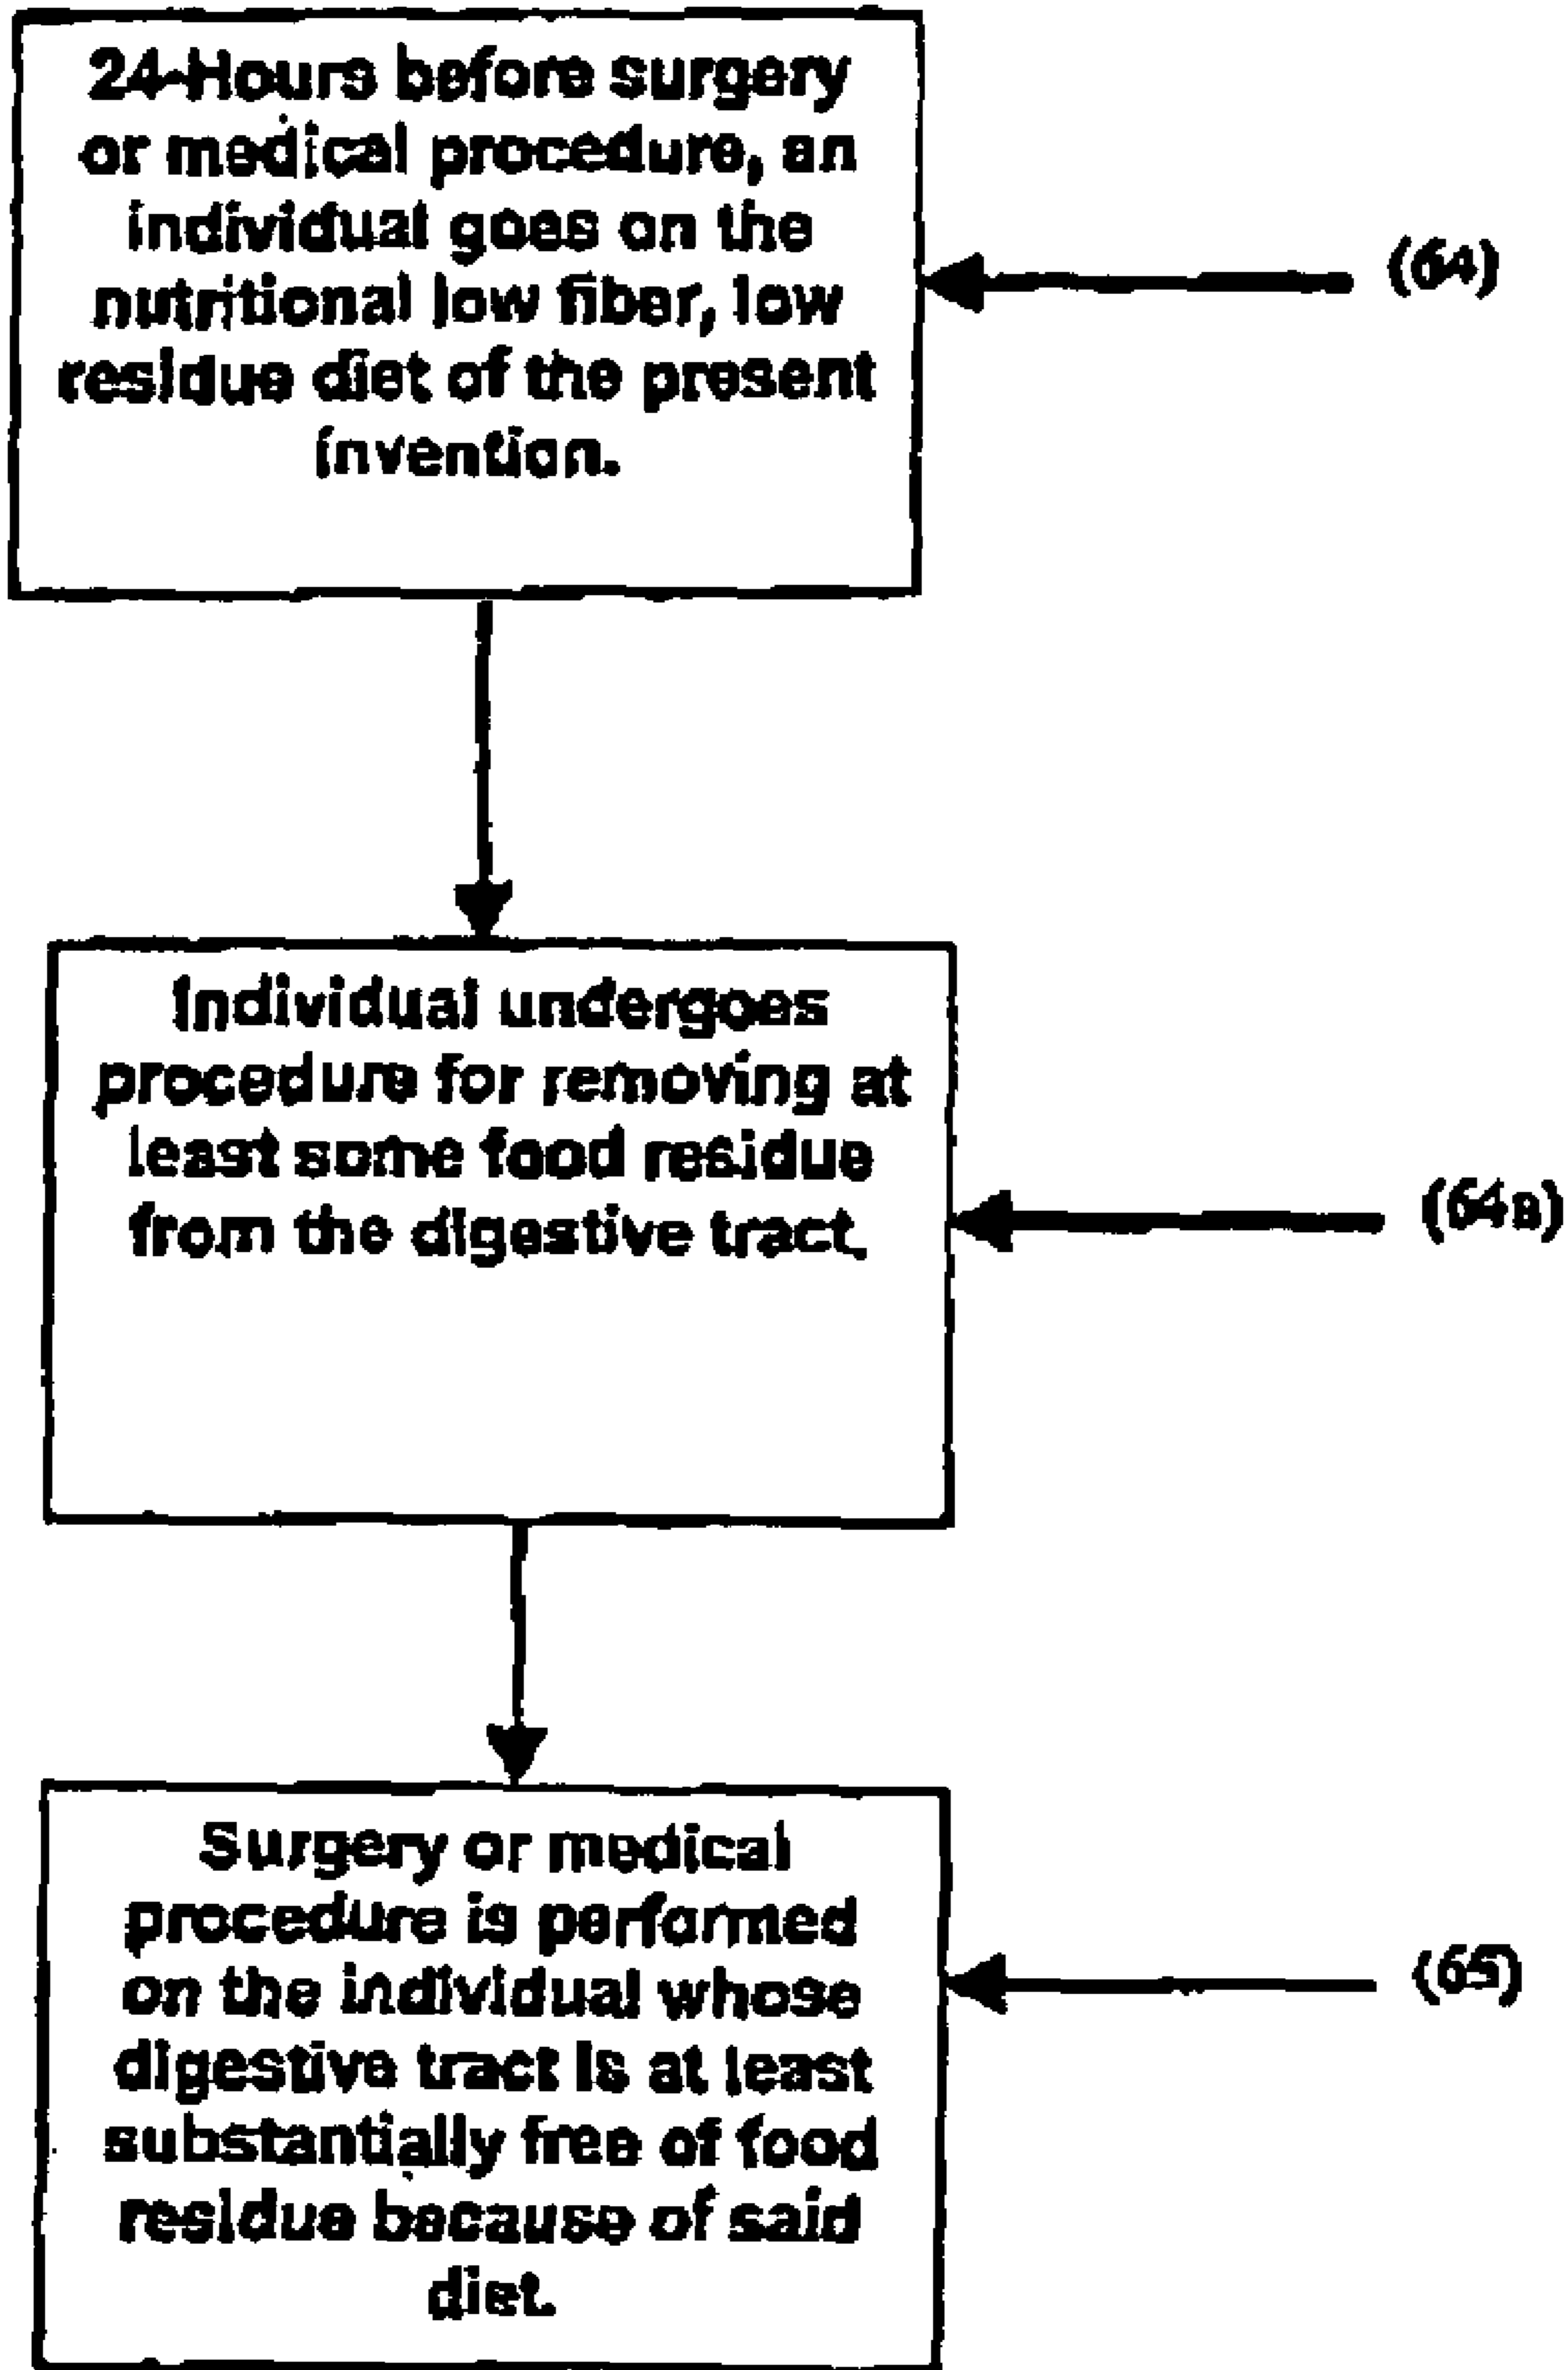 24-Hours before surgery
or medical procedure, an
individual goes on the
nutritional low fiber, low
residue diet of the present
invention.
(64)
Individual undergoes
procedure for removing at
least some food residue
from the digestive tract.
(64a)
Surgery or medical
procedure is performed
on the individual whose
digestive tract is at least
substantially free of food
residue because of said
diet.
(65)